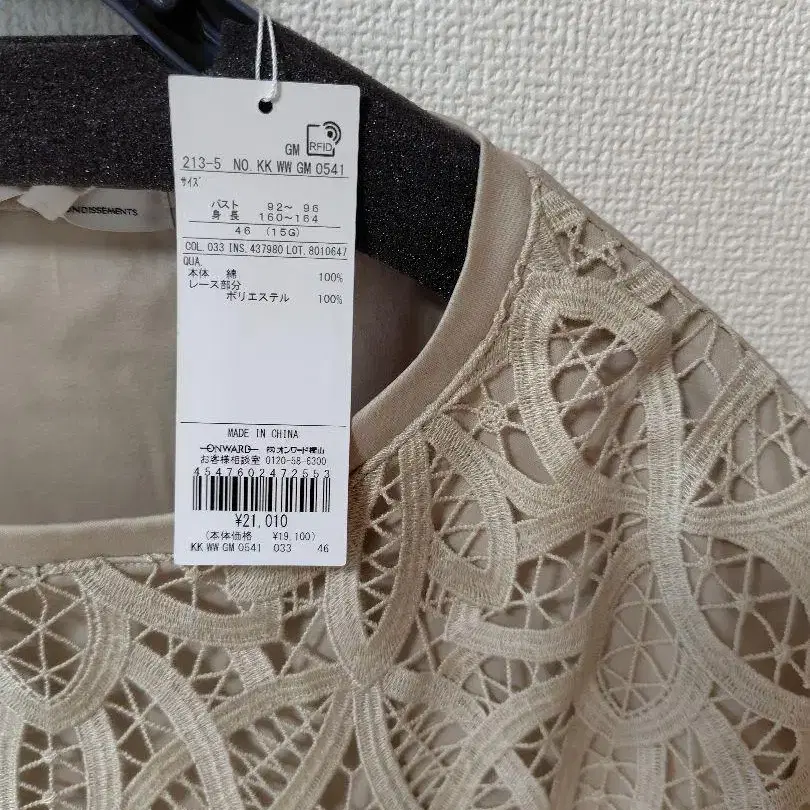 GM RFID
213-5 NO. KK WW GM 0541
サイズ
バスト 92～ 96
身長 160～164
46 (15G)
COL. 033 INS. 437980 LOT. 8010647
QUA.
本体 綿 100%
レース部分
ポリエステル 100%
MADE IN CHINA
ONWARD ㈱オンワード樫山
お客様相談室 0120-58-6300
4547602472553
¥21,010
(本体価格 ¥19,100)
KK WW GM 0541 033 46